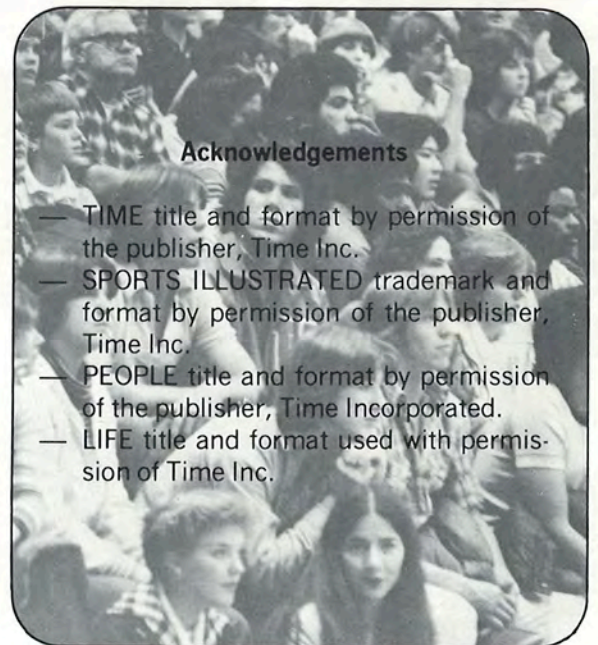 Acknowledgements
— TIME title and format by permission of
the publisher, Time Inc.
— SPORTS ILLUSTRATED trademark and
format by permission of the publisher,
Time Inc.
— PEOPLE title and format by permission
of the publisher, Time Incorporated.
— LIFE title and format used with permis-
sion of Time Inc.